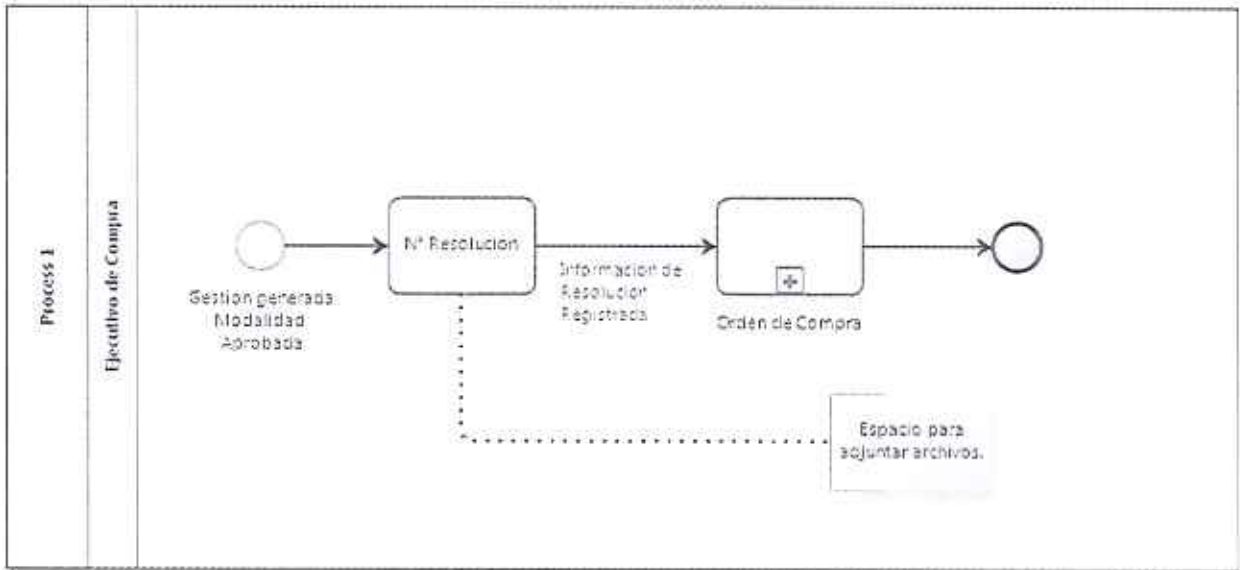 Process 1
Ejecutivo de Compra
Gestion generada
Modalidad
Aprobada
N° Resolucion
Informacion de
Resolucion
Registrada
Orden de Compra
Espacio para
adjuntar archivos.